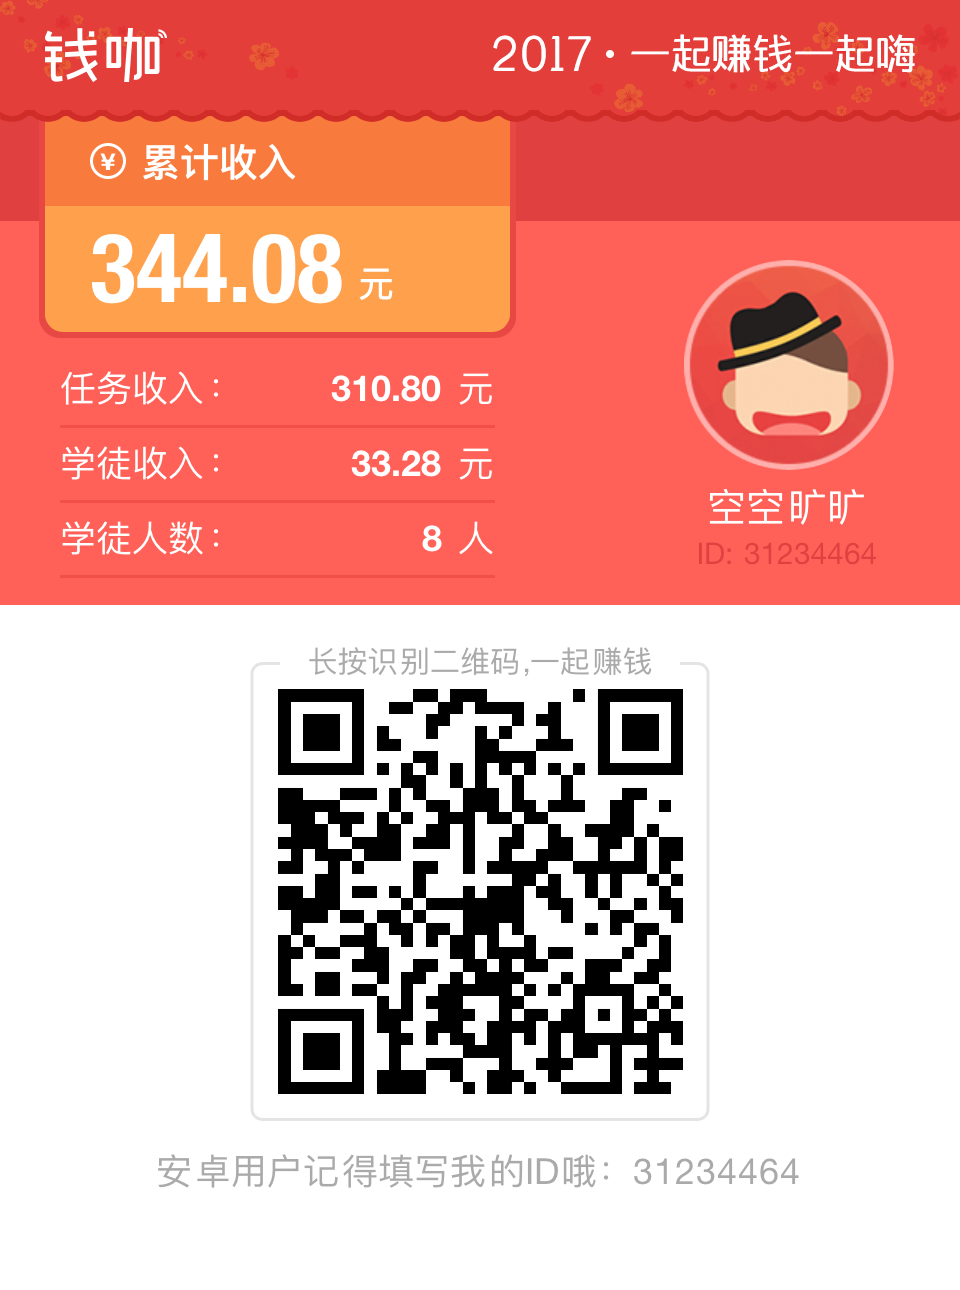 钱咖
2017·一起赚钱一起嗨
¥ 累计收入
344.08 元
任务收入: 310.80 元
学徒收入: 33.28 元
学徒人数: 8 人
空空旷旷
ID: 31234464
长按识别二维码,一起赚钱
安卓用户记得填写我的ID哦: 31234464